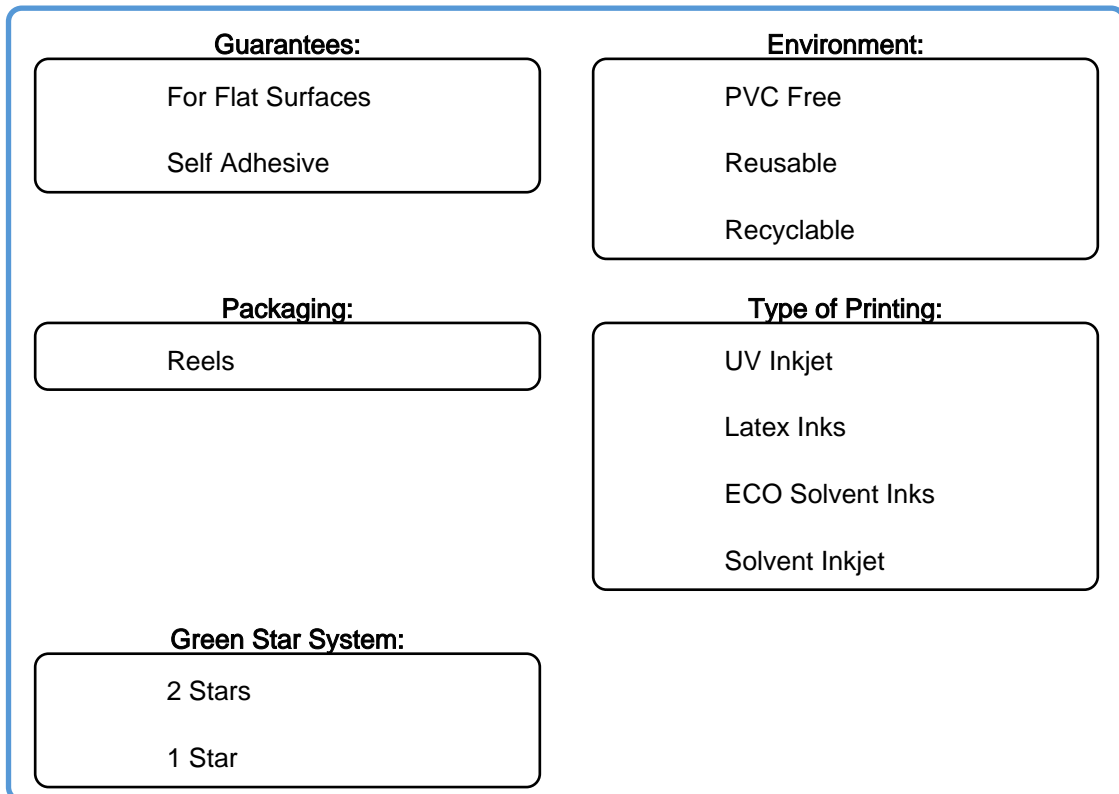 Guarantees:
For Flat Surfaces
Self Adhesive
Environment:
PVC Free
Reusable
Recyclable
Packaging:
Reels
Type of Printing:
UV Inkjet
Latex Inks
ECO Solvent Inks
Solvent Inkjet
Green Star System:
2 Stars
1 Star